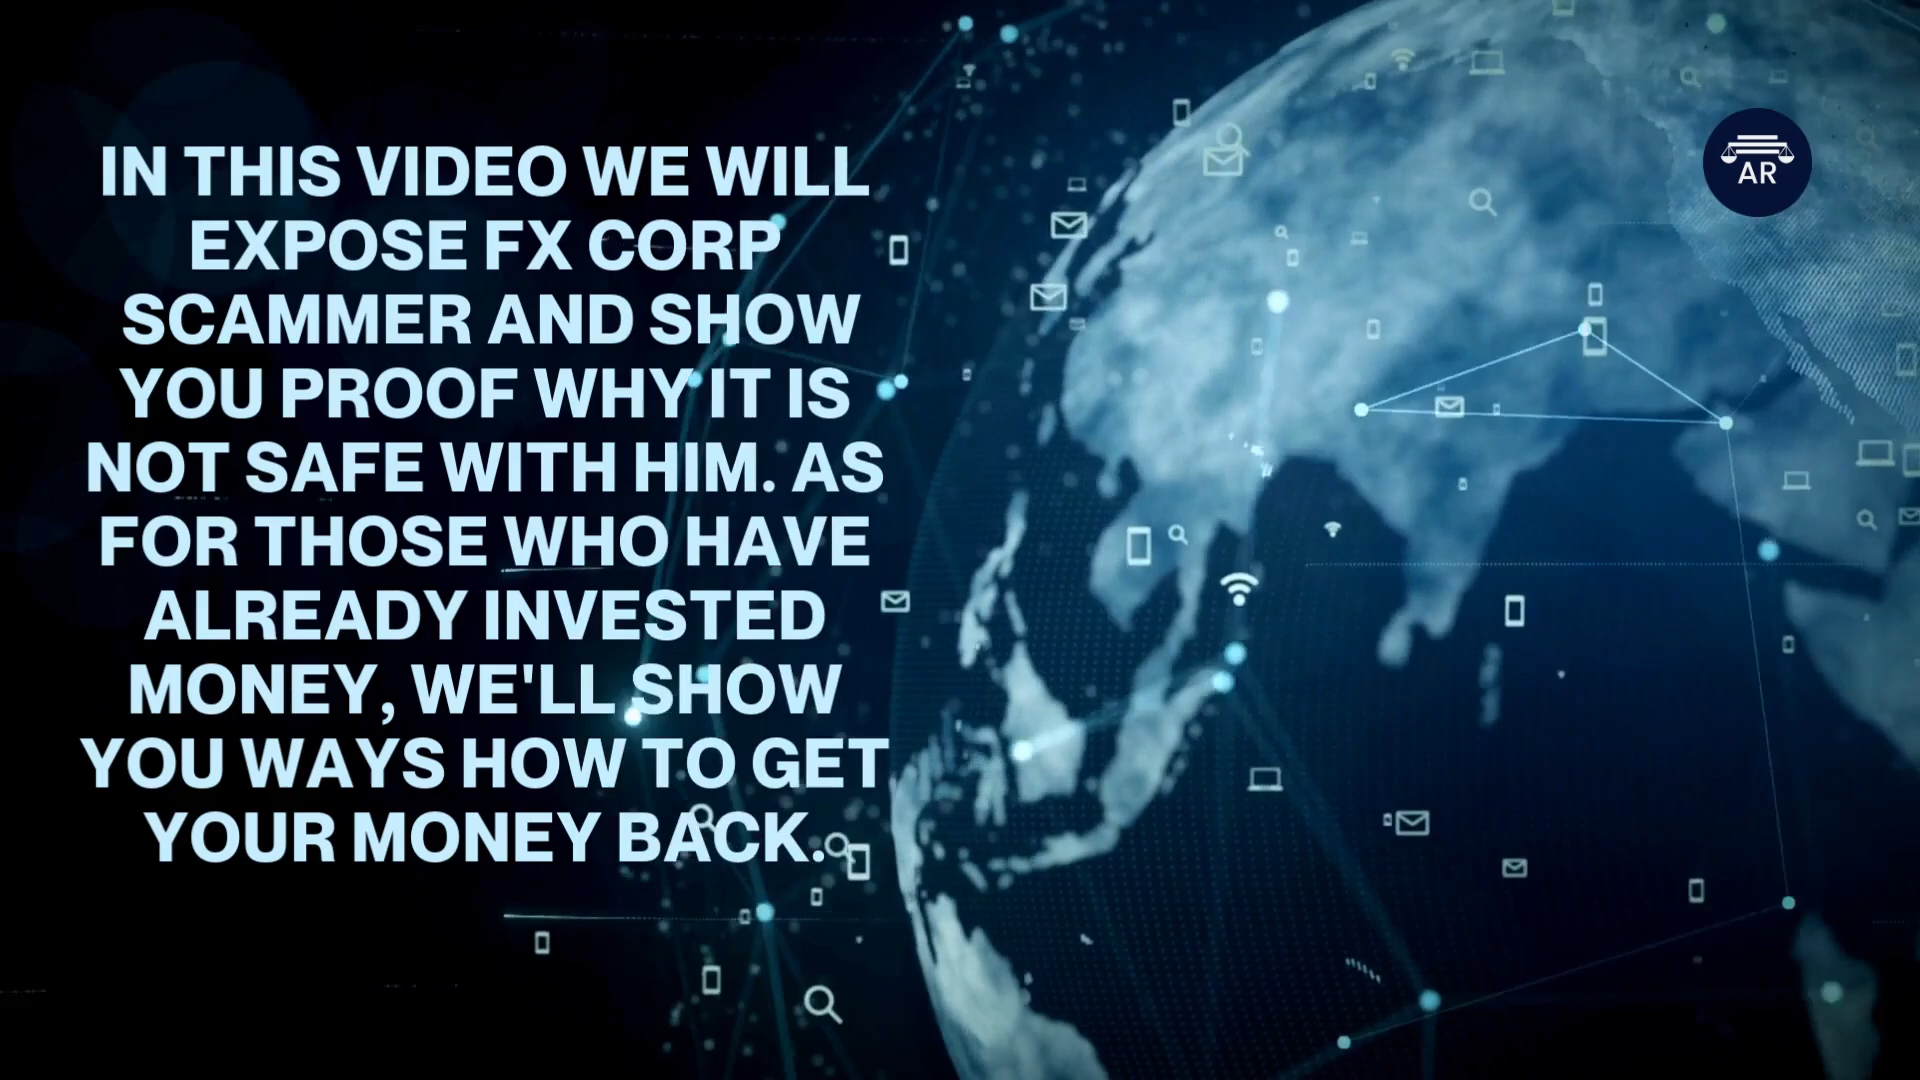 IN THIS VIDEO WE WILL
EXPOSE FX CORP
SCAMMER AND SHOW
YOU PROOF WHY IT IS
NOT SAFE WITH HIM. AS
FOR THOSE WHO HAVE
ALREADY INVESTED
MONEY, WE'LL SHOW
YOU WAYS HOW TO GET
YOUR MONEY BACK.
AR